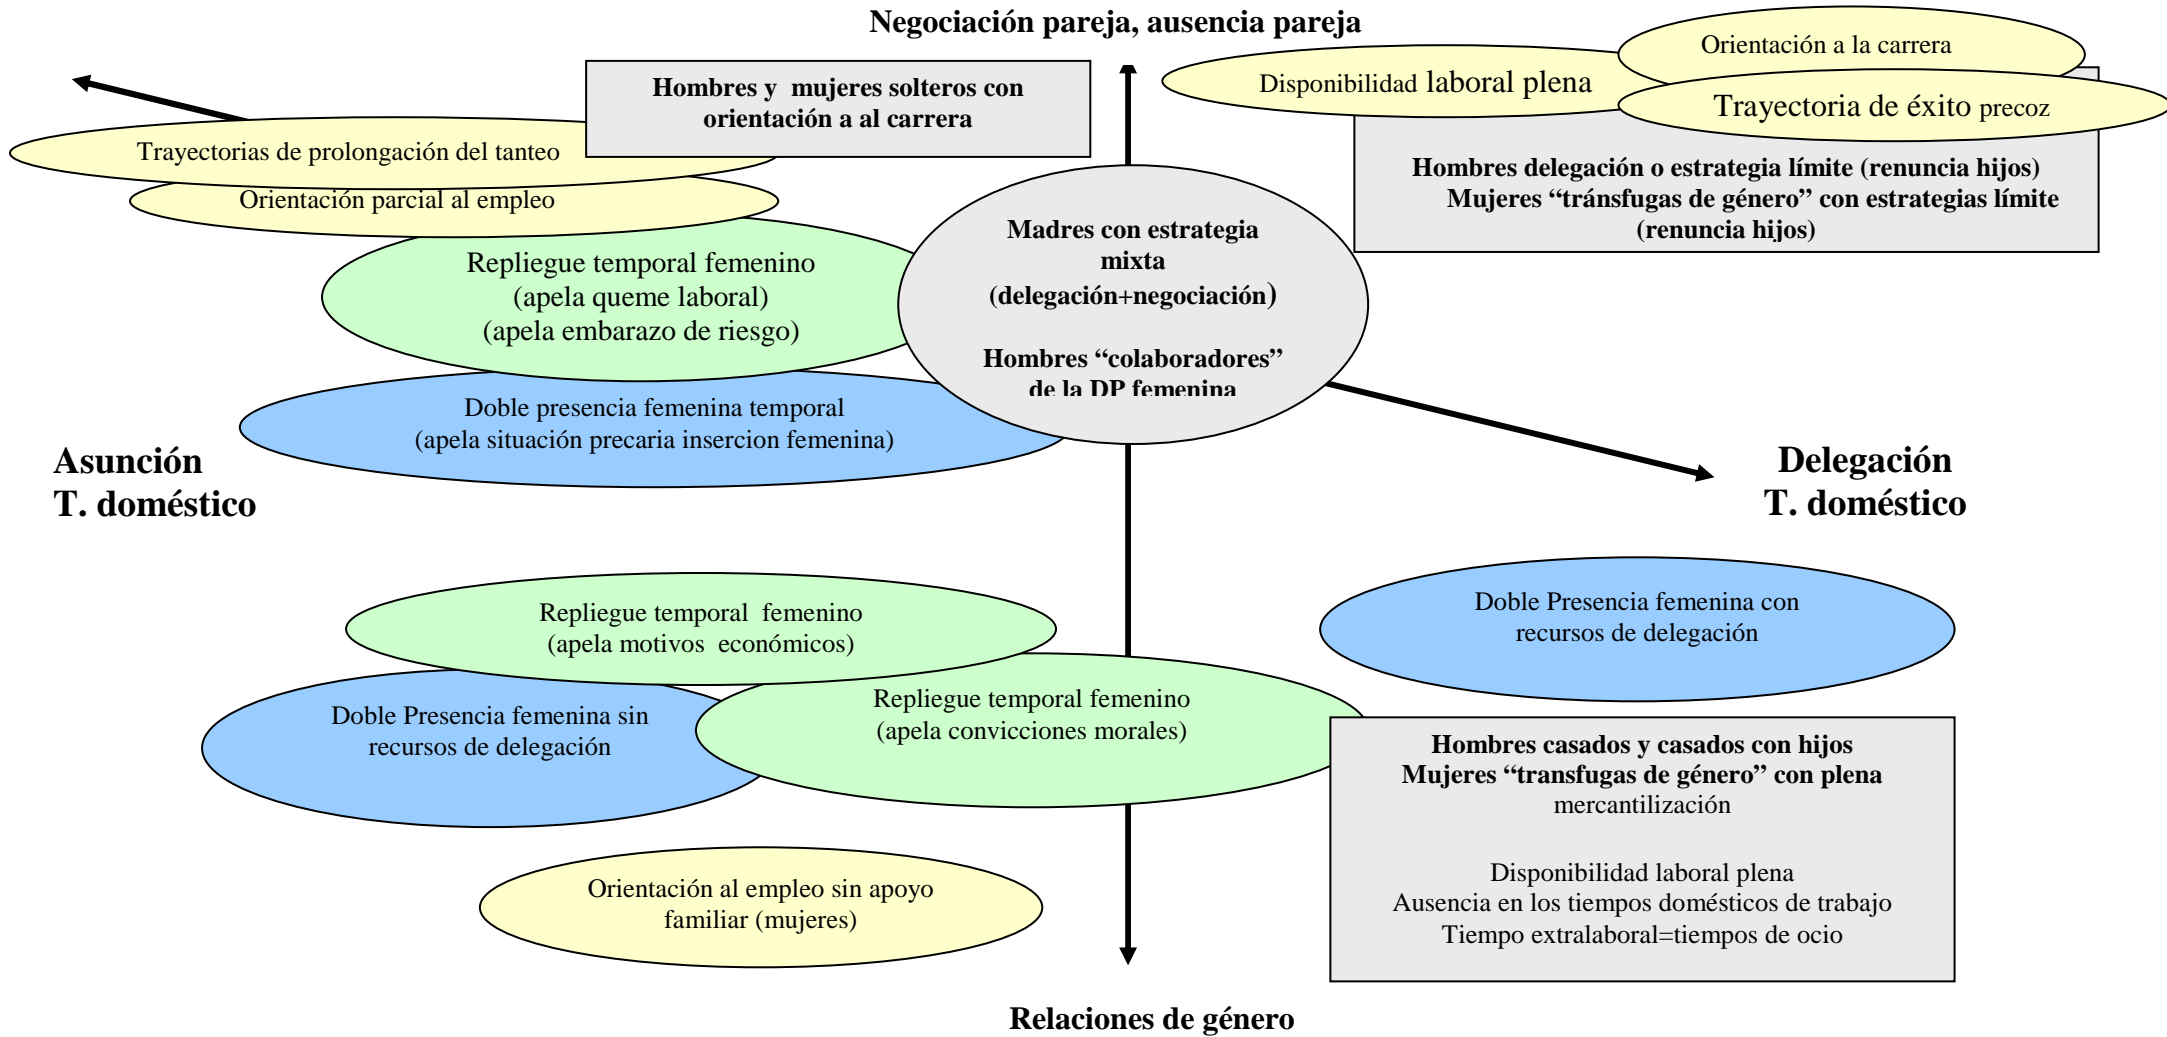 Negociación pareja, ausencia pareja
Orientación a la carrera
Disponibilidad laboral plena
Trayectoria de éxito precoz
Hombres y mujeres solteros con
orientación a al carrera
Trayectorias de prolongación del tanteo
Orientación parcial al empleo
Hombres delegación o estrategia límite (renuncia hijos)
Mujeres “tránsfugas de género” con estrategias límite
(renuncia hijos)
Repliegue temporal femenino
(apela queme laboral)
(apela embarazo de riesgo)
Madres con estrategia
mixta
(delegación+negociación)
Hombres “colaboradores”
de la DP femenina
Doble presencia femenina temporal
(apela situación precaria insercion femenina)
Asunción
T. doméstico
Delegación
T. doméstico
Repliegue temporal femenino
(apela motivos económicos)
Doble Presencia femenina con
recursos de delegación
Doble Presencia femenina sin
recursos de delegación
Repliegue temporal femenino
(apela convicciones morales)
Hombres casados y casados con hijos
Mujeres “transfugas de género” con plena
mercantilización
Disponibilidad laboral plena
Ausencia en los tiempos domésticos de trabajo
Tiempo extralaboral=tiempos de ocio
Orientación al empleo sin apoyo
familiar (mujeres)
Relaciones de género